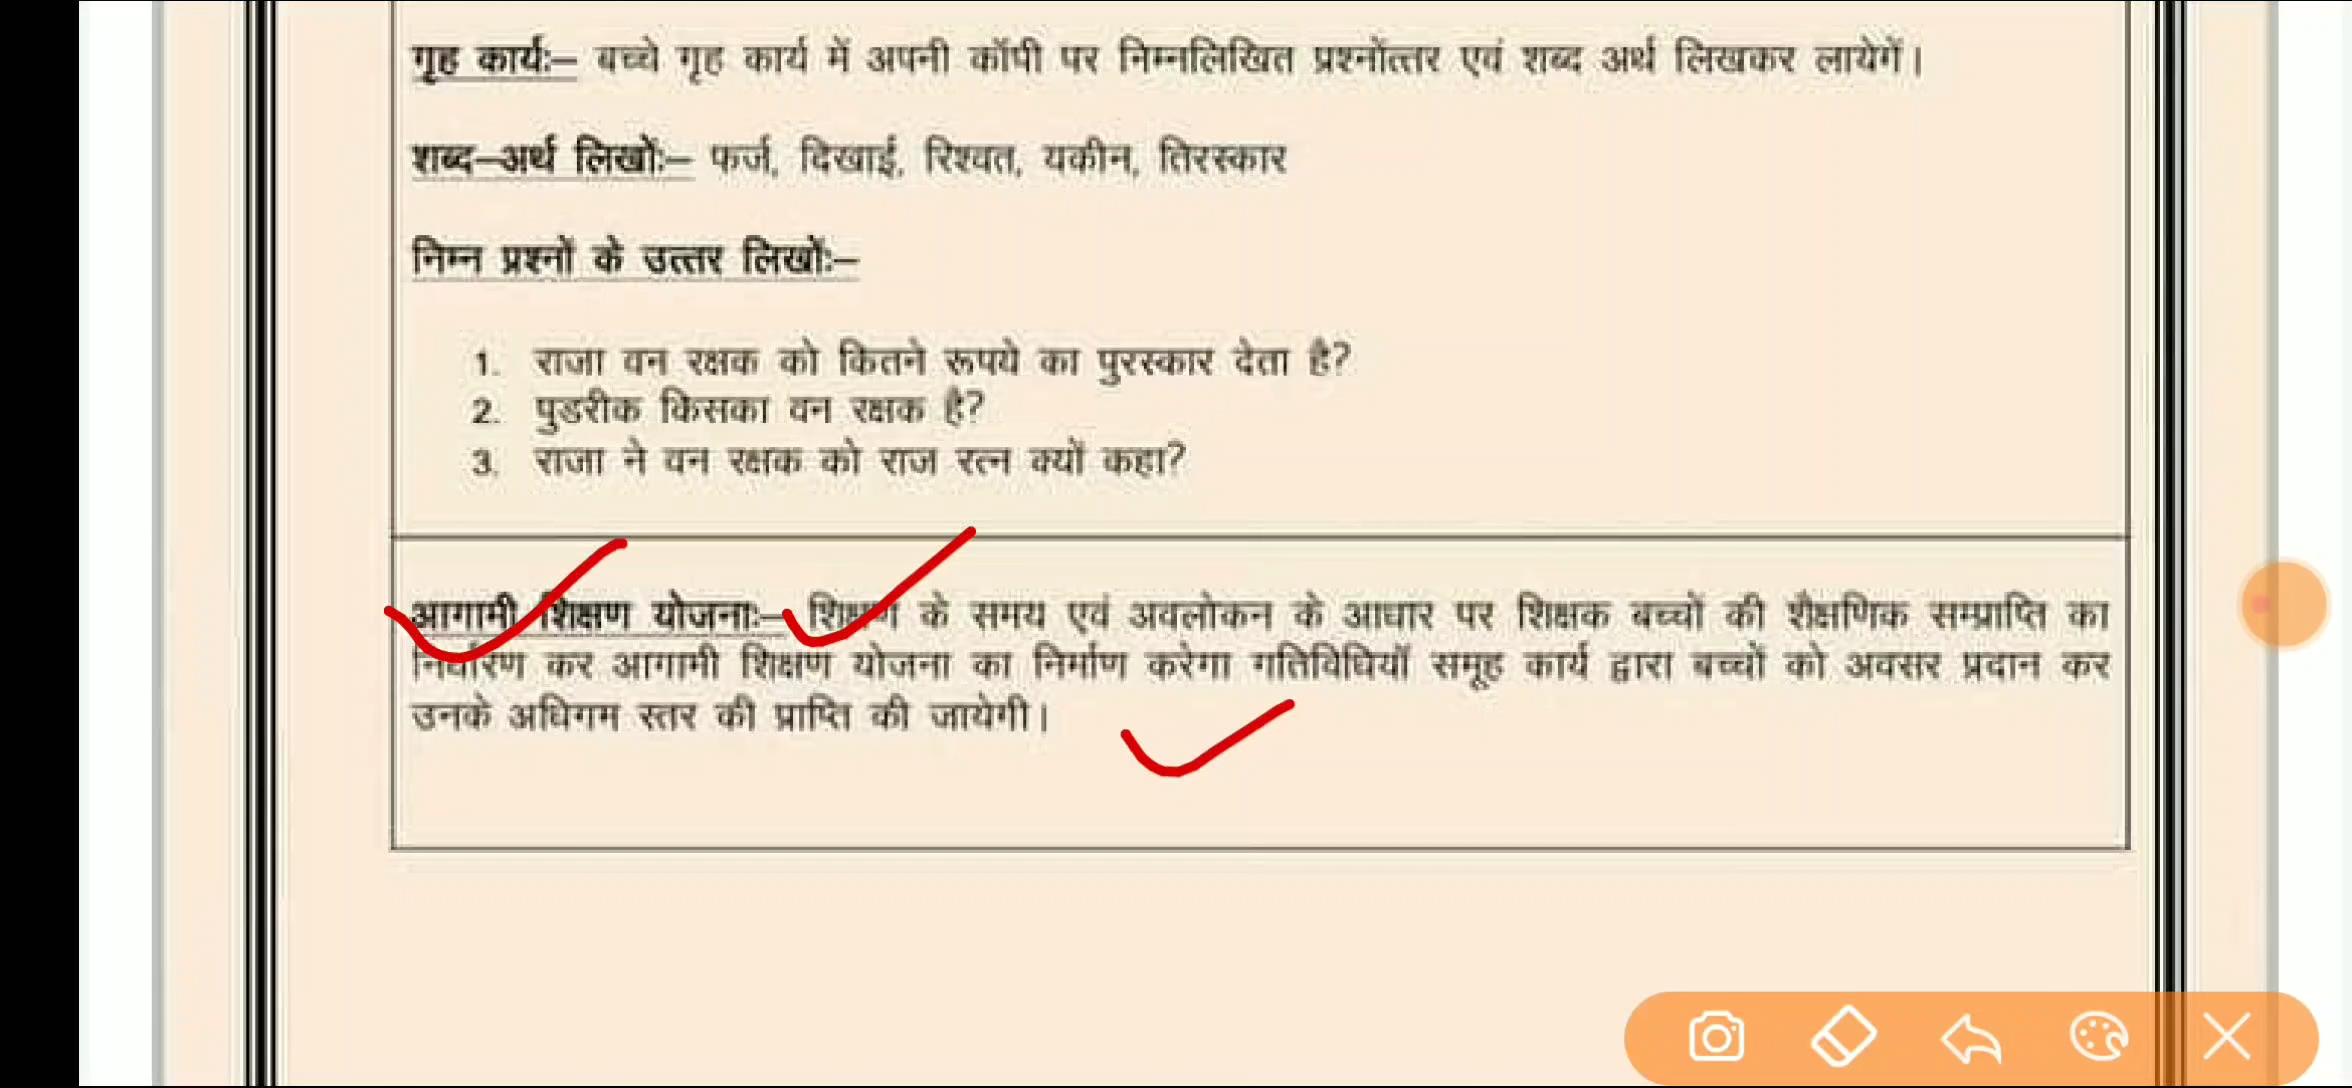 गृह कार्यः– बच्चे गृह कार्य में अपनी कॉपी पर निम्नलिखित प्रश्नोंत्तर एवं शब्द अर्थ लिखकर लायेगें।
शब्द–अर्थ लिखोंः– फर्ज, दिखाई, रिश्वत, यकीन, तिरस्कार
निम्न प्रश्नों के उत्तर लिखोंः–
1. राजा वन रक्षक को कितने रूपये का पुरस्कार देता है?
2. पुडरीक किसका वन रक्षक है?
3. राजा ने वन रक्षक को राज रत्न क्यों कहा?
आगामी शिक्षण योजनाः– शिक्षण के समय एवं अवलोकन के आधार पर शिक्षक बच्चों की शैक्षणिक सम्प्राप्ति का
निर्धारण कर आगामी शिक्षण योजना का निर्माण करेगा गतिविधियों समूह कार्य द्वारा बच्चों को अवसर प्रदान कर
उनके अधिगम स्तर की प्राप्ति की जायेगी।